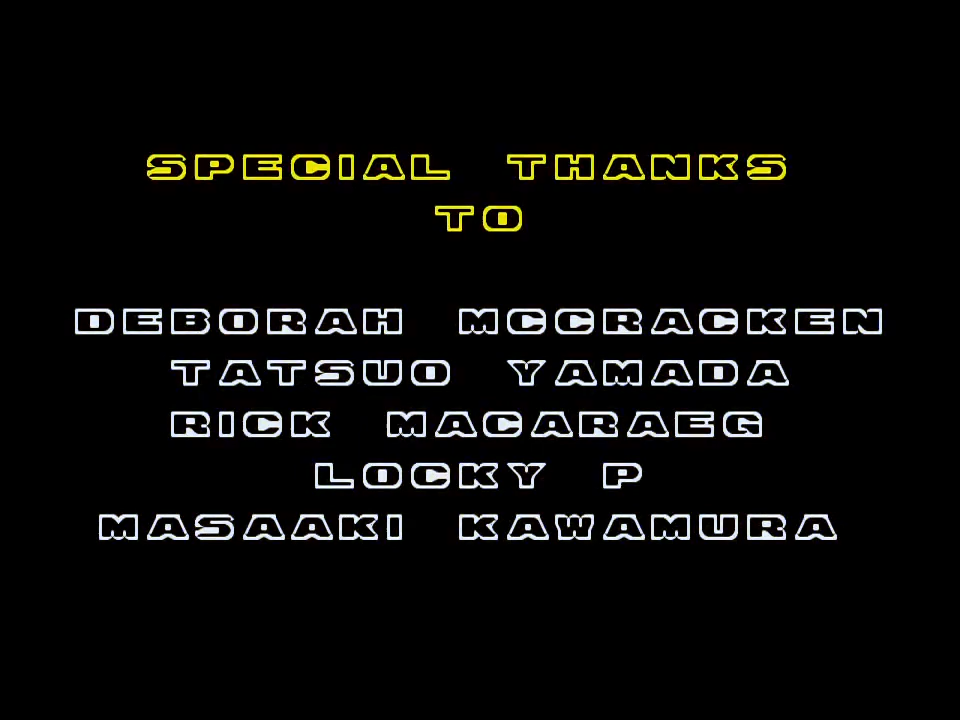 SPECIAL THANKS
TO
DEBORAH MCCRACKEN
TATSUO YAMADA
RICK MACARAEG
LOCKY P
MASAAKI KAWAMURA